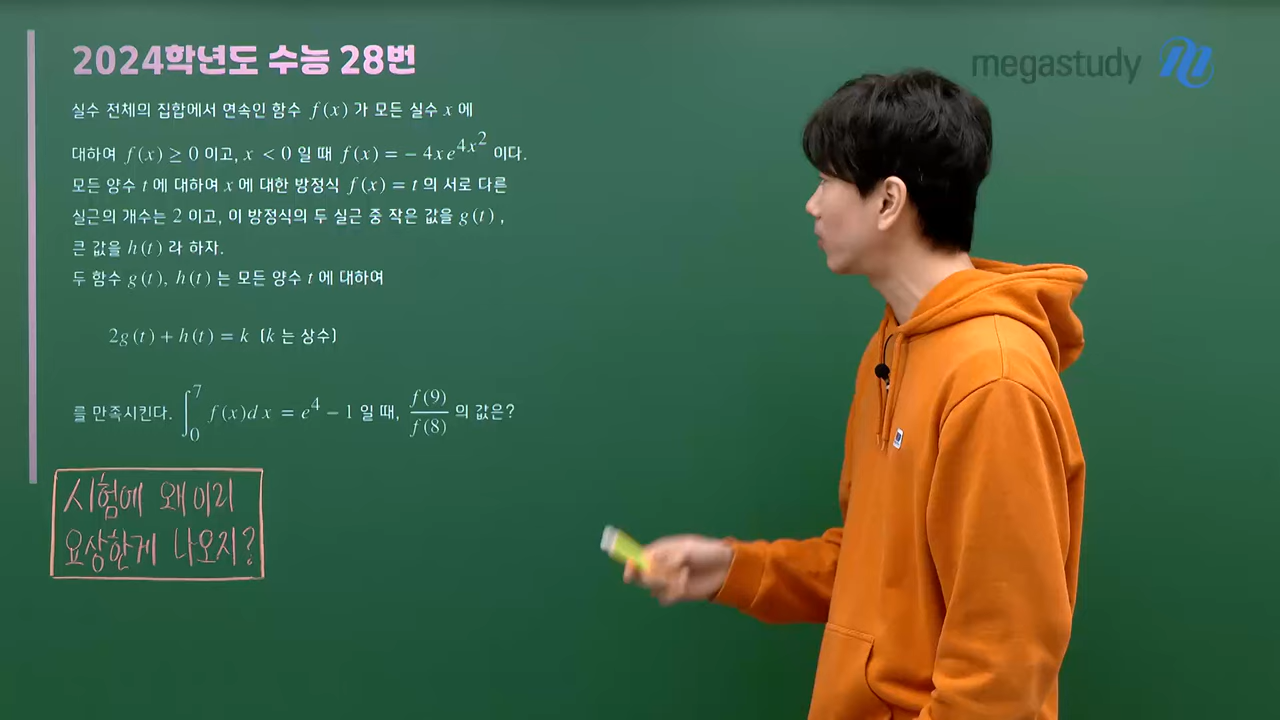 2024학년도 수능 28번
megastudy
실수 전체의 집합에서 연속인 함수 f(x)가 모든 실수 x에
대하여 f(x) ≥ 0 이고, x < 0 일 때 f(x) = − 4xe^{4x^2} 이다.
모든 양수 t에 대하여 x에 대한 방정식 f(x) = t의 서로 다른
실근의 개수는 2 이고, 이 방정식의 두 실근 중 작은 값을 g(t),
큰 값을 h(t)라 하자.
두 함수 g(t), h(t)는 모든 양수 t에 대하여
2g(t) + h(t) = k (k 는 상수)
를 만족시킨다. ∫_0^7 f(x)dx = e^4 − 1 일 때, f(9)/f(8) 의 값은?
시험에 왜 이리
요상한게 나오지?